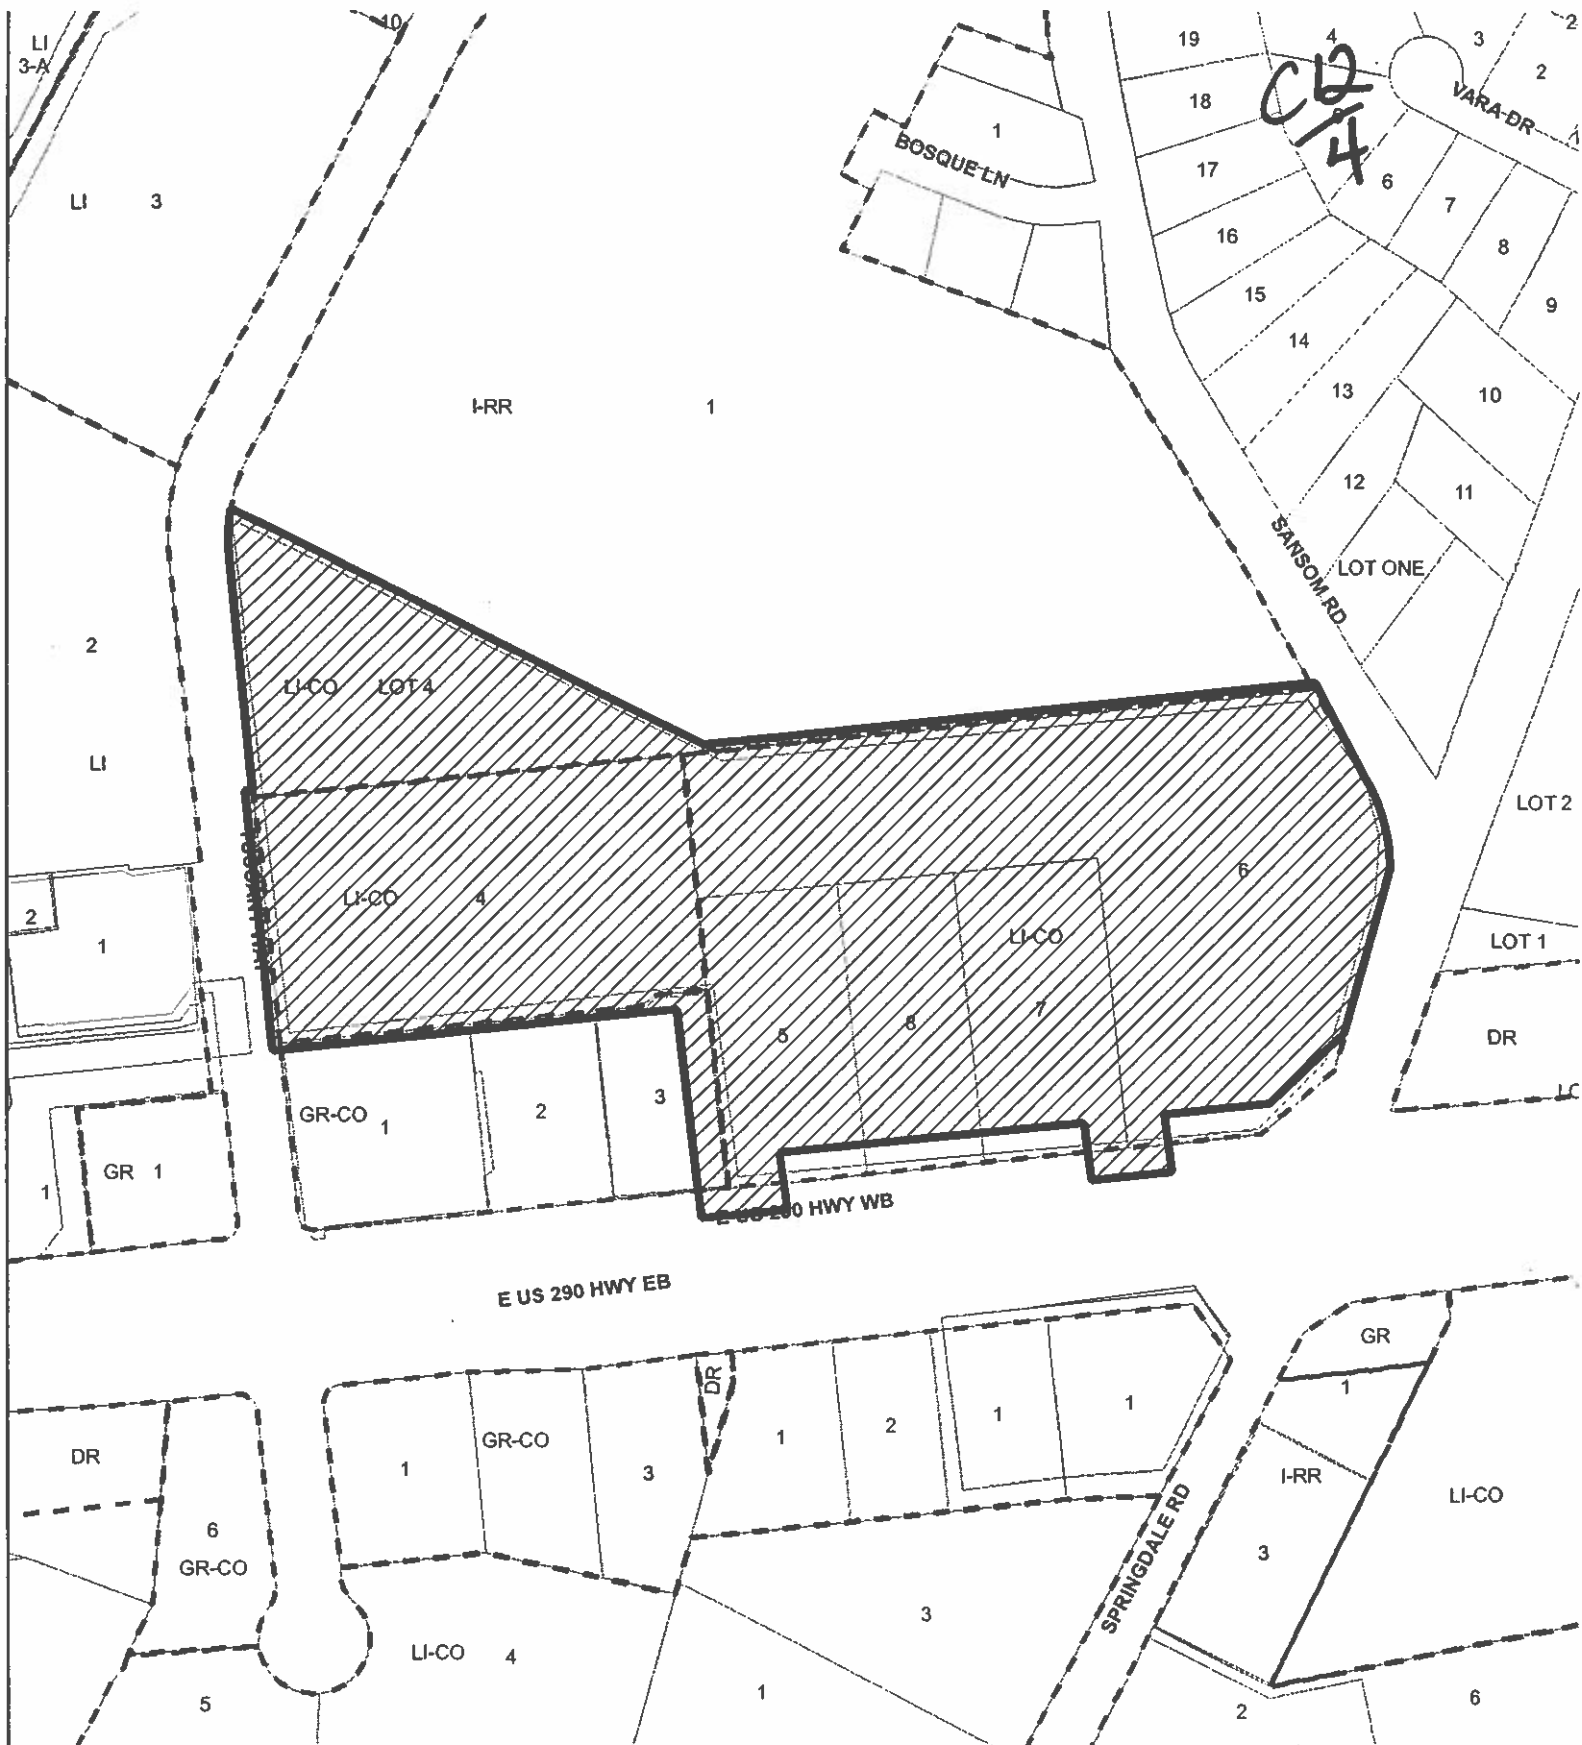 LI
3-A
10
19
4
3
2
2
C12
4
18
VARA DR
1
BOSQUE LN
17
6
7
LI 3
16
8
15
9
14
13
10
I-RR 1
12
11
SANSOM RD
LOT ONE
2
LI-CO LOT 4
LI
LOT 2
6
LI-CO 4
2
1
LI-CO
LOT 1
7
8
5
DR
GR-CO 1
2
3
GR 1
1
E US 290 HWY WB
E US 290 HWY EB
GR
DR
1
GR-CO
1
2
1
1
DR
1
3
I-RR
LI-CO
6
GR-CO
SPRINGDALE RD
3
3
LI-CO 4
1
5
2
6